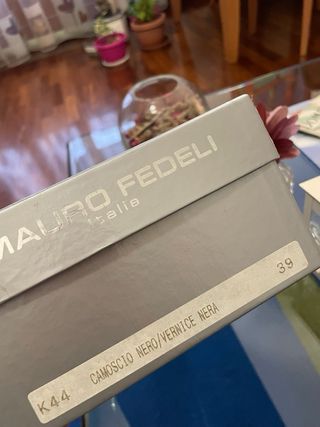 MAURO FEDELI
italia
K44 CAMOSCIO NERO/VERNICE NERA 39